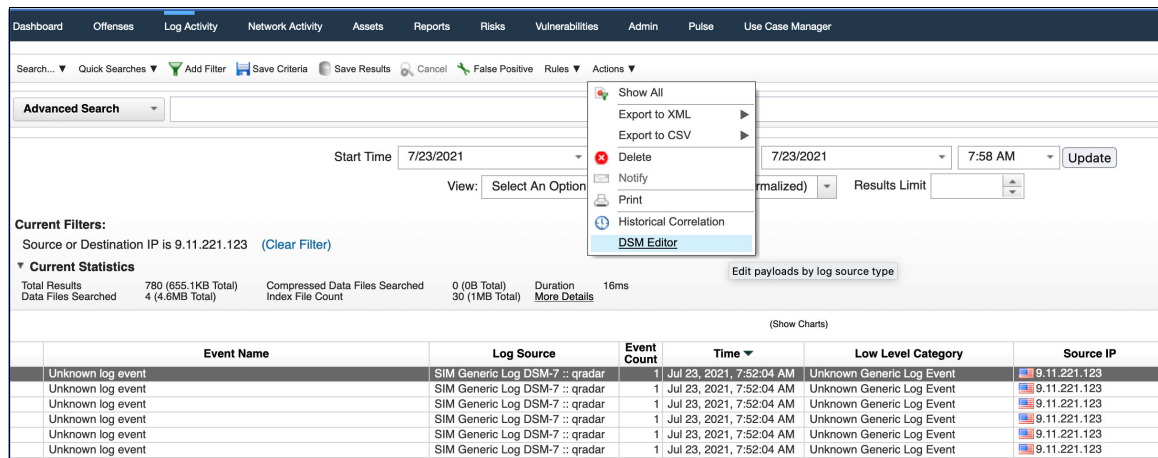 Dashboard Offenses Log Activity Network Activity Assets Reports Risks Vulnerabilities Admin Pulse Use Case Manager
Search... Quick Searches Add Filter Save Criteria Save Results Cancel False Positive Rules Actions
Show All
Export to XML
Export to CSV
Delete
Notify
Print
Historical Correlation
DSM Editor
Edit payloads by log source type
Advanced Search
Start Time 7/23/2021 7/23/2021 7:58 AM Update
View: Select An Option rmalized) Results Limit
Current Filters:
Source or Destination IP is 9.11.221.123 (Clear Filter)
Current Statistics
Total Results 780 (655.1KB Total) Compressed Data Files Searched 0 (0B Total) Duration 16ms
Data Files Searched 4 (4.6MB Total) Index File Count 30 (1MB Total) More Details
(Show Charts)
Event Name Log Source Event Count Time Low Level Category Source IP
Unknown log event SIM Generic Log DSM-7 :: qradar 1 Jul 23, 2021, 7:52:04 AM Unknown Generic Log Event 9.11.221.123
Unknown log event SIM Generic Log DSM-7 :: qradar 1 Jul 23, 2021, 7:52:04 AM Unknown Generic Log Event 9.11.221.123
Unknown log event SIM Generic Log DSM-7 :: qradar 1 Jul 23, 2021, 7:52:04 AM Unknown Generic Log Event 9.11.221.123
Unknown log event SIM Generic Log DSM-7 :: qradar 1 Jul 23, 2021, 7:52:04 AM Unknown Generic Log Event 9.11.221.123
Unknown log event SIM Generic Log DSM-7 :: qradar 1 Jul 23, 2021, 7:52:04 AM Unknown Generic Log Event 9.11.221.123
Unknown log event SIM Generic Log DSM-7 :: qradar 1 Jul 23, 2021, 7:52:04 AM Unknown Generic Log Event 9.11.221.123